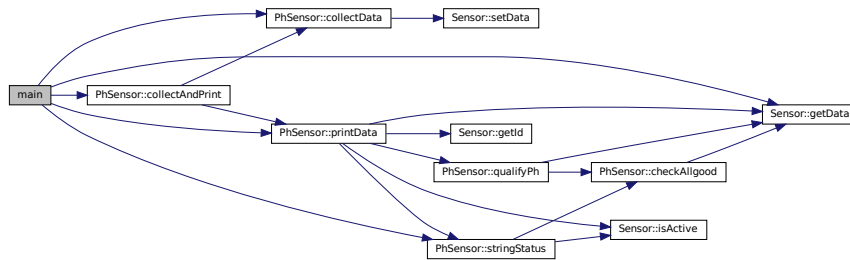 PhSensor::collectData
Sensor::setData
main
PhSensor::collectAndPrint
Sensor::getData
PhSensor::printData
Sensor::getId
PhSensor::qualifyPh
PhSensor::checkAllgood
Sensor::isActive
PhSensor::stringStatus